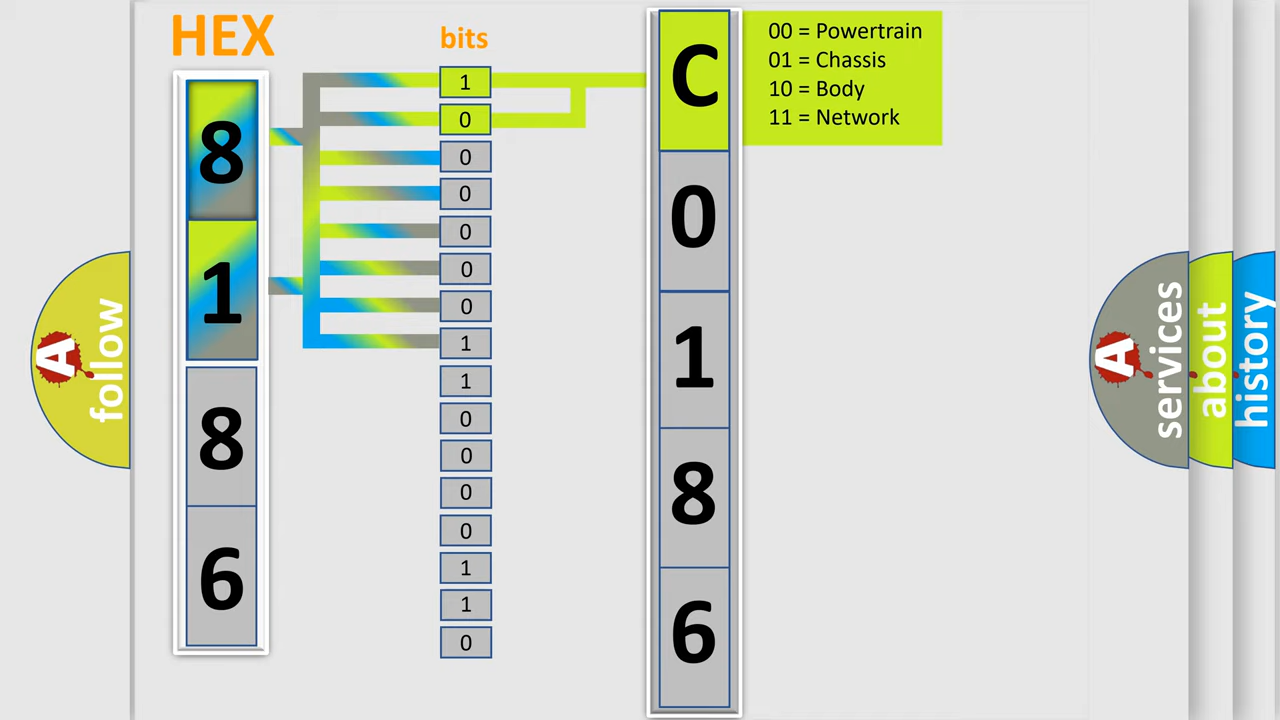 HEX
8
1
8
6
bits
1
0
0
0
0
0
0
1
1
0
0
0
0
1
1
0
C
0
1
8
6
00 = Powertrain
01 = Chassis
10 = Body
11 = Network
A
follow
A
services
about
history